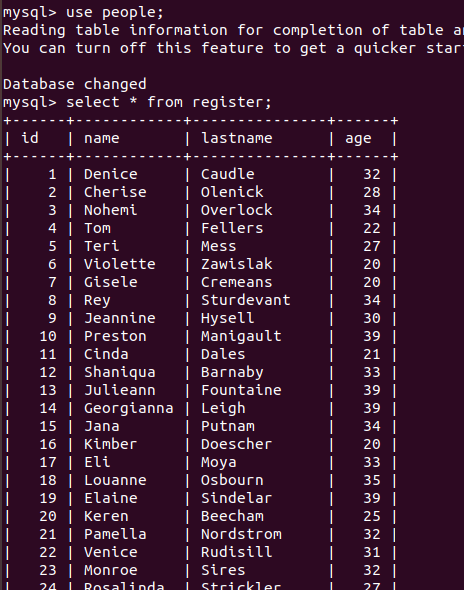 mysql> use people;
Reading table information for completion of table
You can turn off this feature to get a quicker
Database changed
mysql> select * from register;
+------+------------+---------------+------+
| id   | name       | lastname      | age  |
+------+------------+---------------+------+
|    1 | Denice     | Caudle        |   32 |
|    2 | Cherise    | Olenick       |   28 |
|    3 | Nohemi     | Overlock      |   34 |
|    4 | Tom        | Fellers       |   22 |
|    5 | Teri       | Mess          |   27 |
|    6 | Violette   | Zawislak      |   20 |
|    7 | Gisele     | Cremeans      |   20 |
|    8 | Rey        | Sturdevant    |   34 |
|    9 | Jeannine   | Hysell        |   30 |
|   10 | Preston    | Manigault     |   39 |
|   11 | Cinda      | Dales         |   21 |
|   12 | Shaniqua   | Barnaby       |   33 |
|   13 | Julieann   | Fountaine     |   39 |
|   14 | Georgianna | Leigh         |   39 |
|   15 | Jana       | Putnam        |   34 |
|   16 | Kimber     | Doescher      |   20 |
|   17 | Eli        | Moya          |   33 |
|   18 | Louanne    | Osbourn       |   35 |
|   19 | Elaine     | Sindelar      |   39 |
|   20 | Keren      | Beecham       |   25 |
|   21 | Pamella    | Nordstrom     |   32 |
|   22 | Venice     | Rudisill      |   31 |
|   23 | Monroe     | Sires         |   32 |
|   24 | Rosalinda  | Strickler     |   27 |